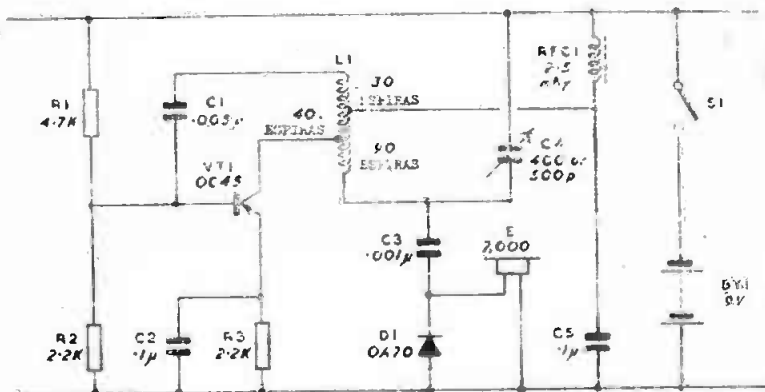 R1
4.7K
C1
.05µ
L1
30
ESPIRAS
40
ESPIRAS
90
ESPIRAS
VT1
OC45
C4
400 or
500p
RFC1
2.5
S1
C3
.001µ
E
2,000
R2
2.2K
C2
.1µ
R3
2.2K
D1
OA70
C5
.1µ
BY1
9V